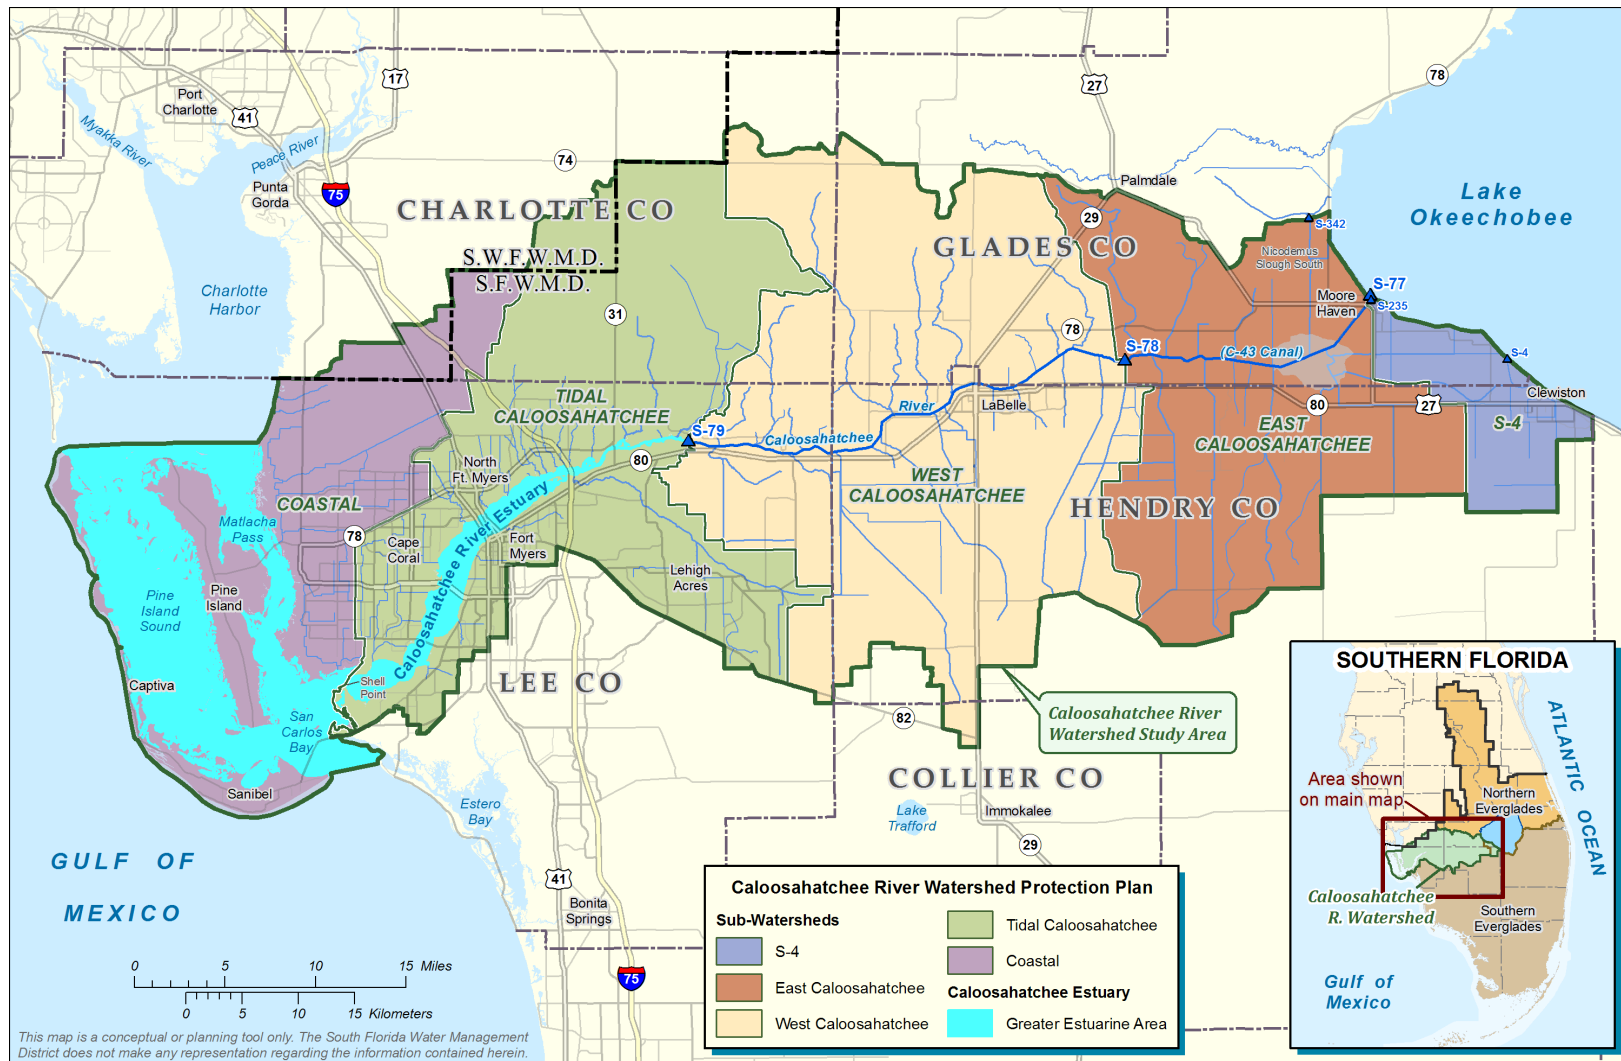 78
27
17
Port
Charlotte
41
Myakka River
Peace River
74
75
Punta
Gorda
Palmdale
Lake
Okeechobee
CHARLOTTE CO
29
S-342
GLADES CO
Nicodemus
Slough South
S.W.F.W.M.D.
S.F.W.M.D.
S-77
Moore
Haven
S-235
Charlotte
Harbor
31
78
S-78
(C-43 Canal)
S-4
Clewiston
TIDAL
CALOOSAHATCHEE
River
LaBelle
80
27
S-79
Caloosahatchee
EAST
CALOOSAHATCHEE
S-4
80
North
Ft. Myers
WEST
CALOOSAHATCHEE
COASTAL
HENDRY CO
Matlacha
Pass
78
Cape
Coral
Fort
Myers
Caloosahatchee River Estuary
Lehigh
Acres
Pine
Island
Pine
Island
Sound
Captiva
Shell
Point
LEE CO
San
Carlos
Bay
82
Caloosahatchee River
Watershed Study Area
COLLIER CO
Sanibel
Estero
Bay
Lake
Trafford
Immokalee
29
GULF OF
MEXICO
41
Bonita
Springs
75
0 5 10 15 Miles
0 5 10 15 Kilometers
This map is a conceptual or planning tool only. The South Florida Water Management
District does not make any representation regarding the information contained herein.
Caloosahatchee River Watershed Protection Plan
Sub-Watersheds
S-4
East Caloosahatchee
West Caloosahatchee
Tidal Caloosahatchee
Coastal
Caloosahatchee Estuary
Greater Estuarine Area
SOUTHERN FLORIDA
ATLANTIC OCEAN
Area shown
on main map
Northern
Everglades
Caloosahatchee
R. Watershed
Southern
Everglades
Gulf of
Mexico